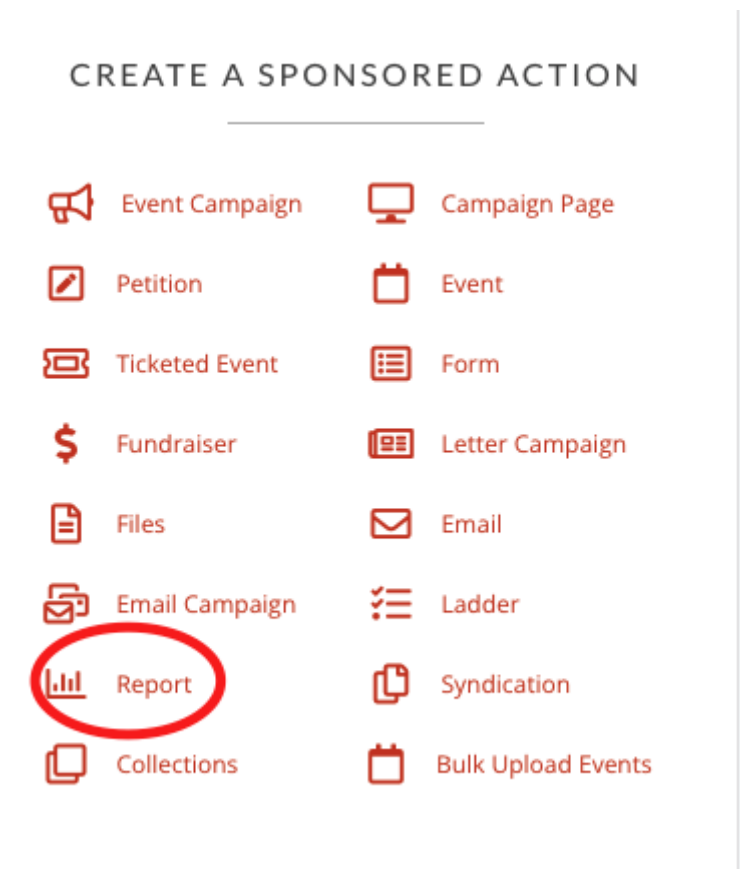 CREATE A SPONSORED ACTION
Event Campaign
Campaign Page
Petition
Event
Ticketed Event
Form
Fundraiser
Letter Campaign
Files
Email
Email Campaign
Ladder
Report
Syndication
Collections
Bulk Upload Events